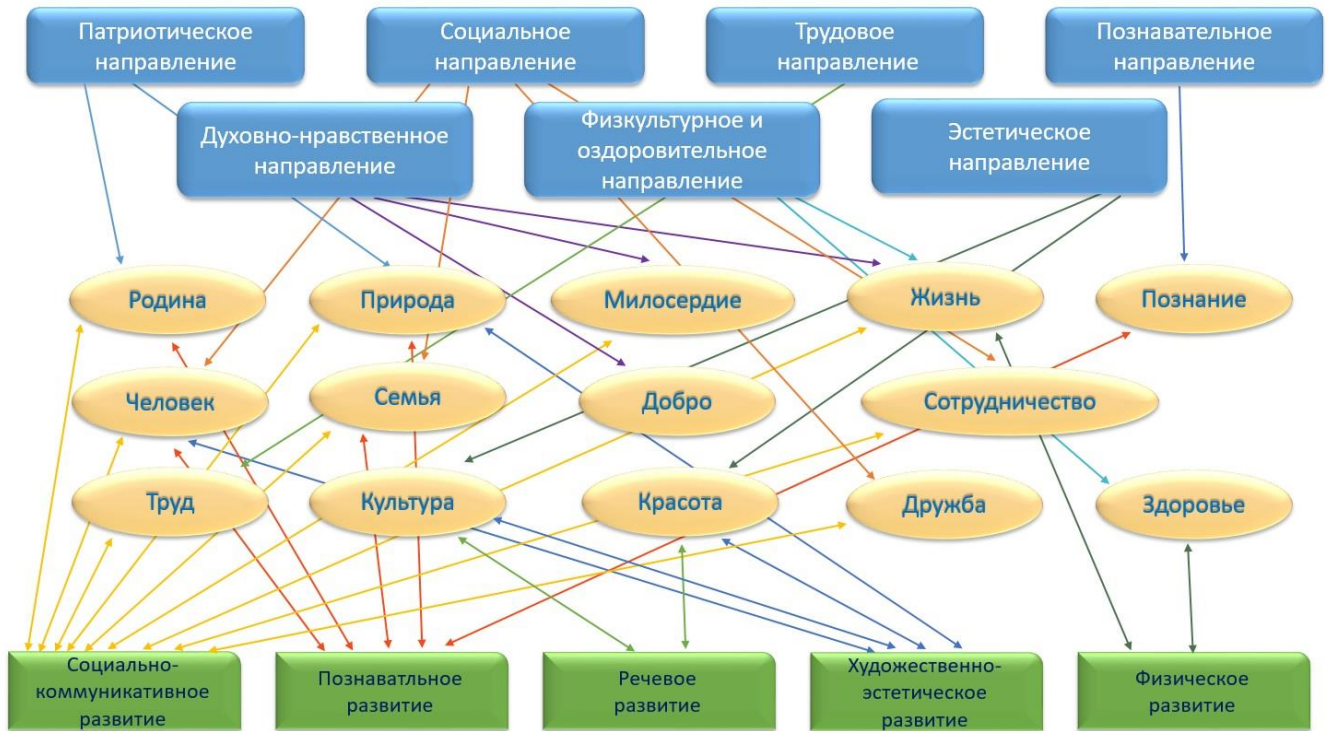 Патриотическое
направление
Социальное
направление
Трудовое
направление
Познавательное
направление
Духовно-нравственное
направление
Физкультурное и
оздоровительное
направление
Эстетическое
направление
Родина
Природа
Милосердие
Жизнь
Познание
Человек
Семья
Добро
Сотрудничество
Труд
Культура
Красота
Дружба
Здоровье
Социально-
коммуникативное
развитие
Познаватльное
развитие
Речевое
развитие
Художественно-
эстетическое
развитие
Физическое
развитие